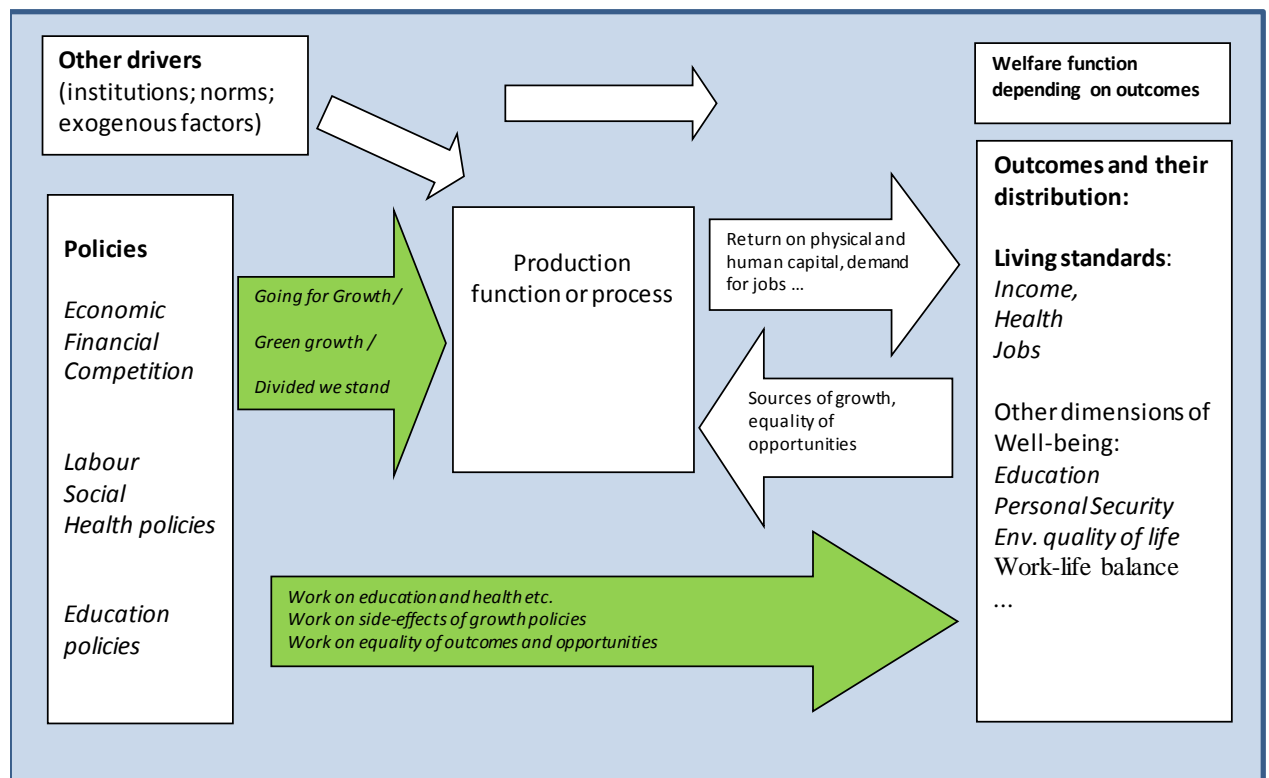 Other drivers
(institutions; norms;
exogenous factors)
Welfare function
depending on outcomes
Policies
Economic
Financial
Competition
Labour
Social
Health policies
Education
policies
Going for Growth /
Green growth /
Divided we stand
Production
function or process
Return on physical and
human capital, demand
for jobs ...
Sources of growth,
equality of
opportunities
Outcomes and their
distribution:
Living standards:
Income,
Health
Jobs
Other dimensions of
Well-being:
Education
Personal Security
Env. quality of life
Work-life balance
...
Work on education and health etc.
Work on side-effects of growth policies
Work on equality of outcomes and opportunities